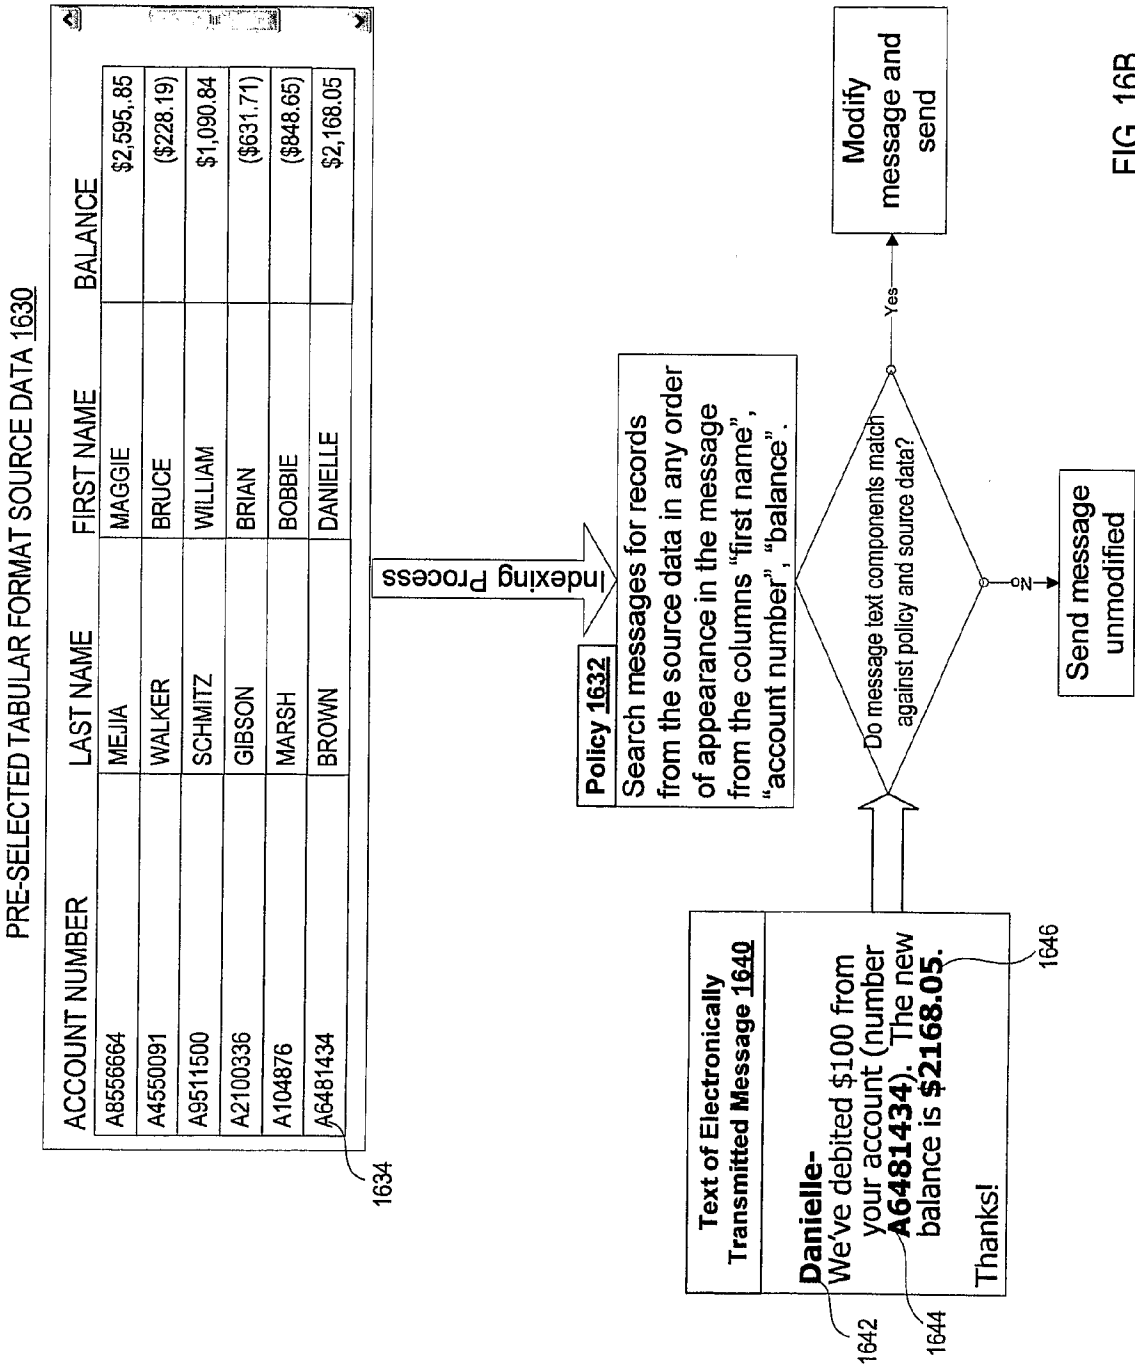 PRE-SELECTED TABULAR FORMAT SOURCE DATA 1630
ACCOUNT NUMBER LAST NAME FIRST NAME BALANCE
A8556664 MEJIA MAGGIE $2,595,.85
A4550091 WALKER BRUCE ($228.19)
A9511500 SCHMITZ WILLIAM $1,090.84
A2100336 GIBSON BRIAN ($631.71)
A104876 MARSH BOBBIE ($848.65)
A6481434 BROWN DANIELLE $2,168.05
1634
Indexing Process
Policy 1632
Search messages for records
from the source data in any order
of appearance in the message
from the columns “first name”,
“account number”, “balance”.
Text of Electronically
Transmitted Message 1640
Danielle-
We’ve debited $100 from
your account (number
A6481434). The new
balance is $2168.05.
Thanks!
1642
1644
1646
Do message text components match
against policy and source data?
Yes
Modify
message and
send
No
Send message
unmodified
FIG. 16B